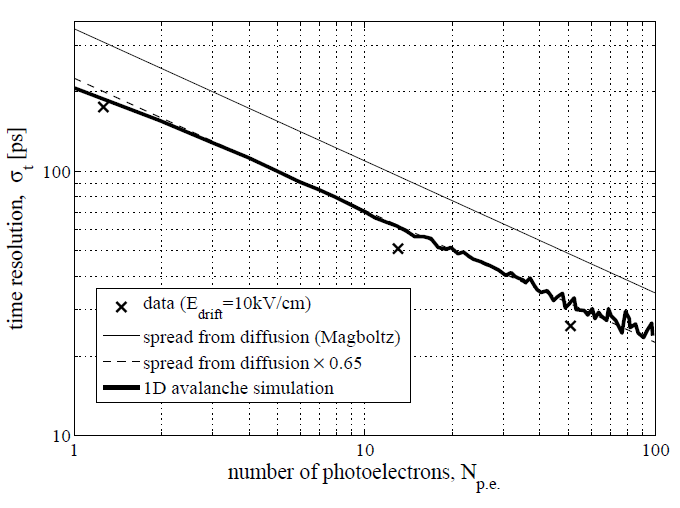 time resolution, σt [ps]
100
10
data (Edrift=10kV/cm)
spread from diffusion (Magboltz)
spread from diffusion × 0.65
1D avalanche simulation
1
10
100
number of photoelectrons, Np.e.